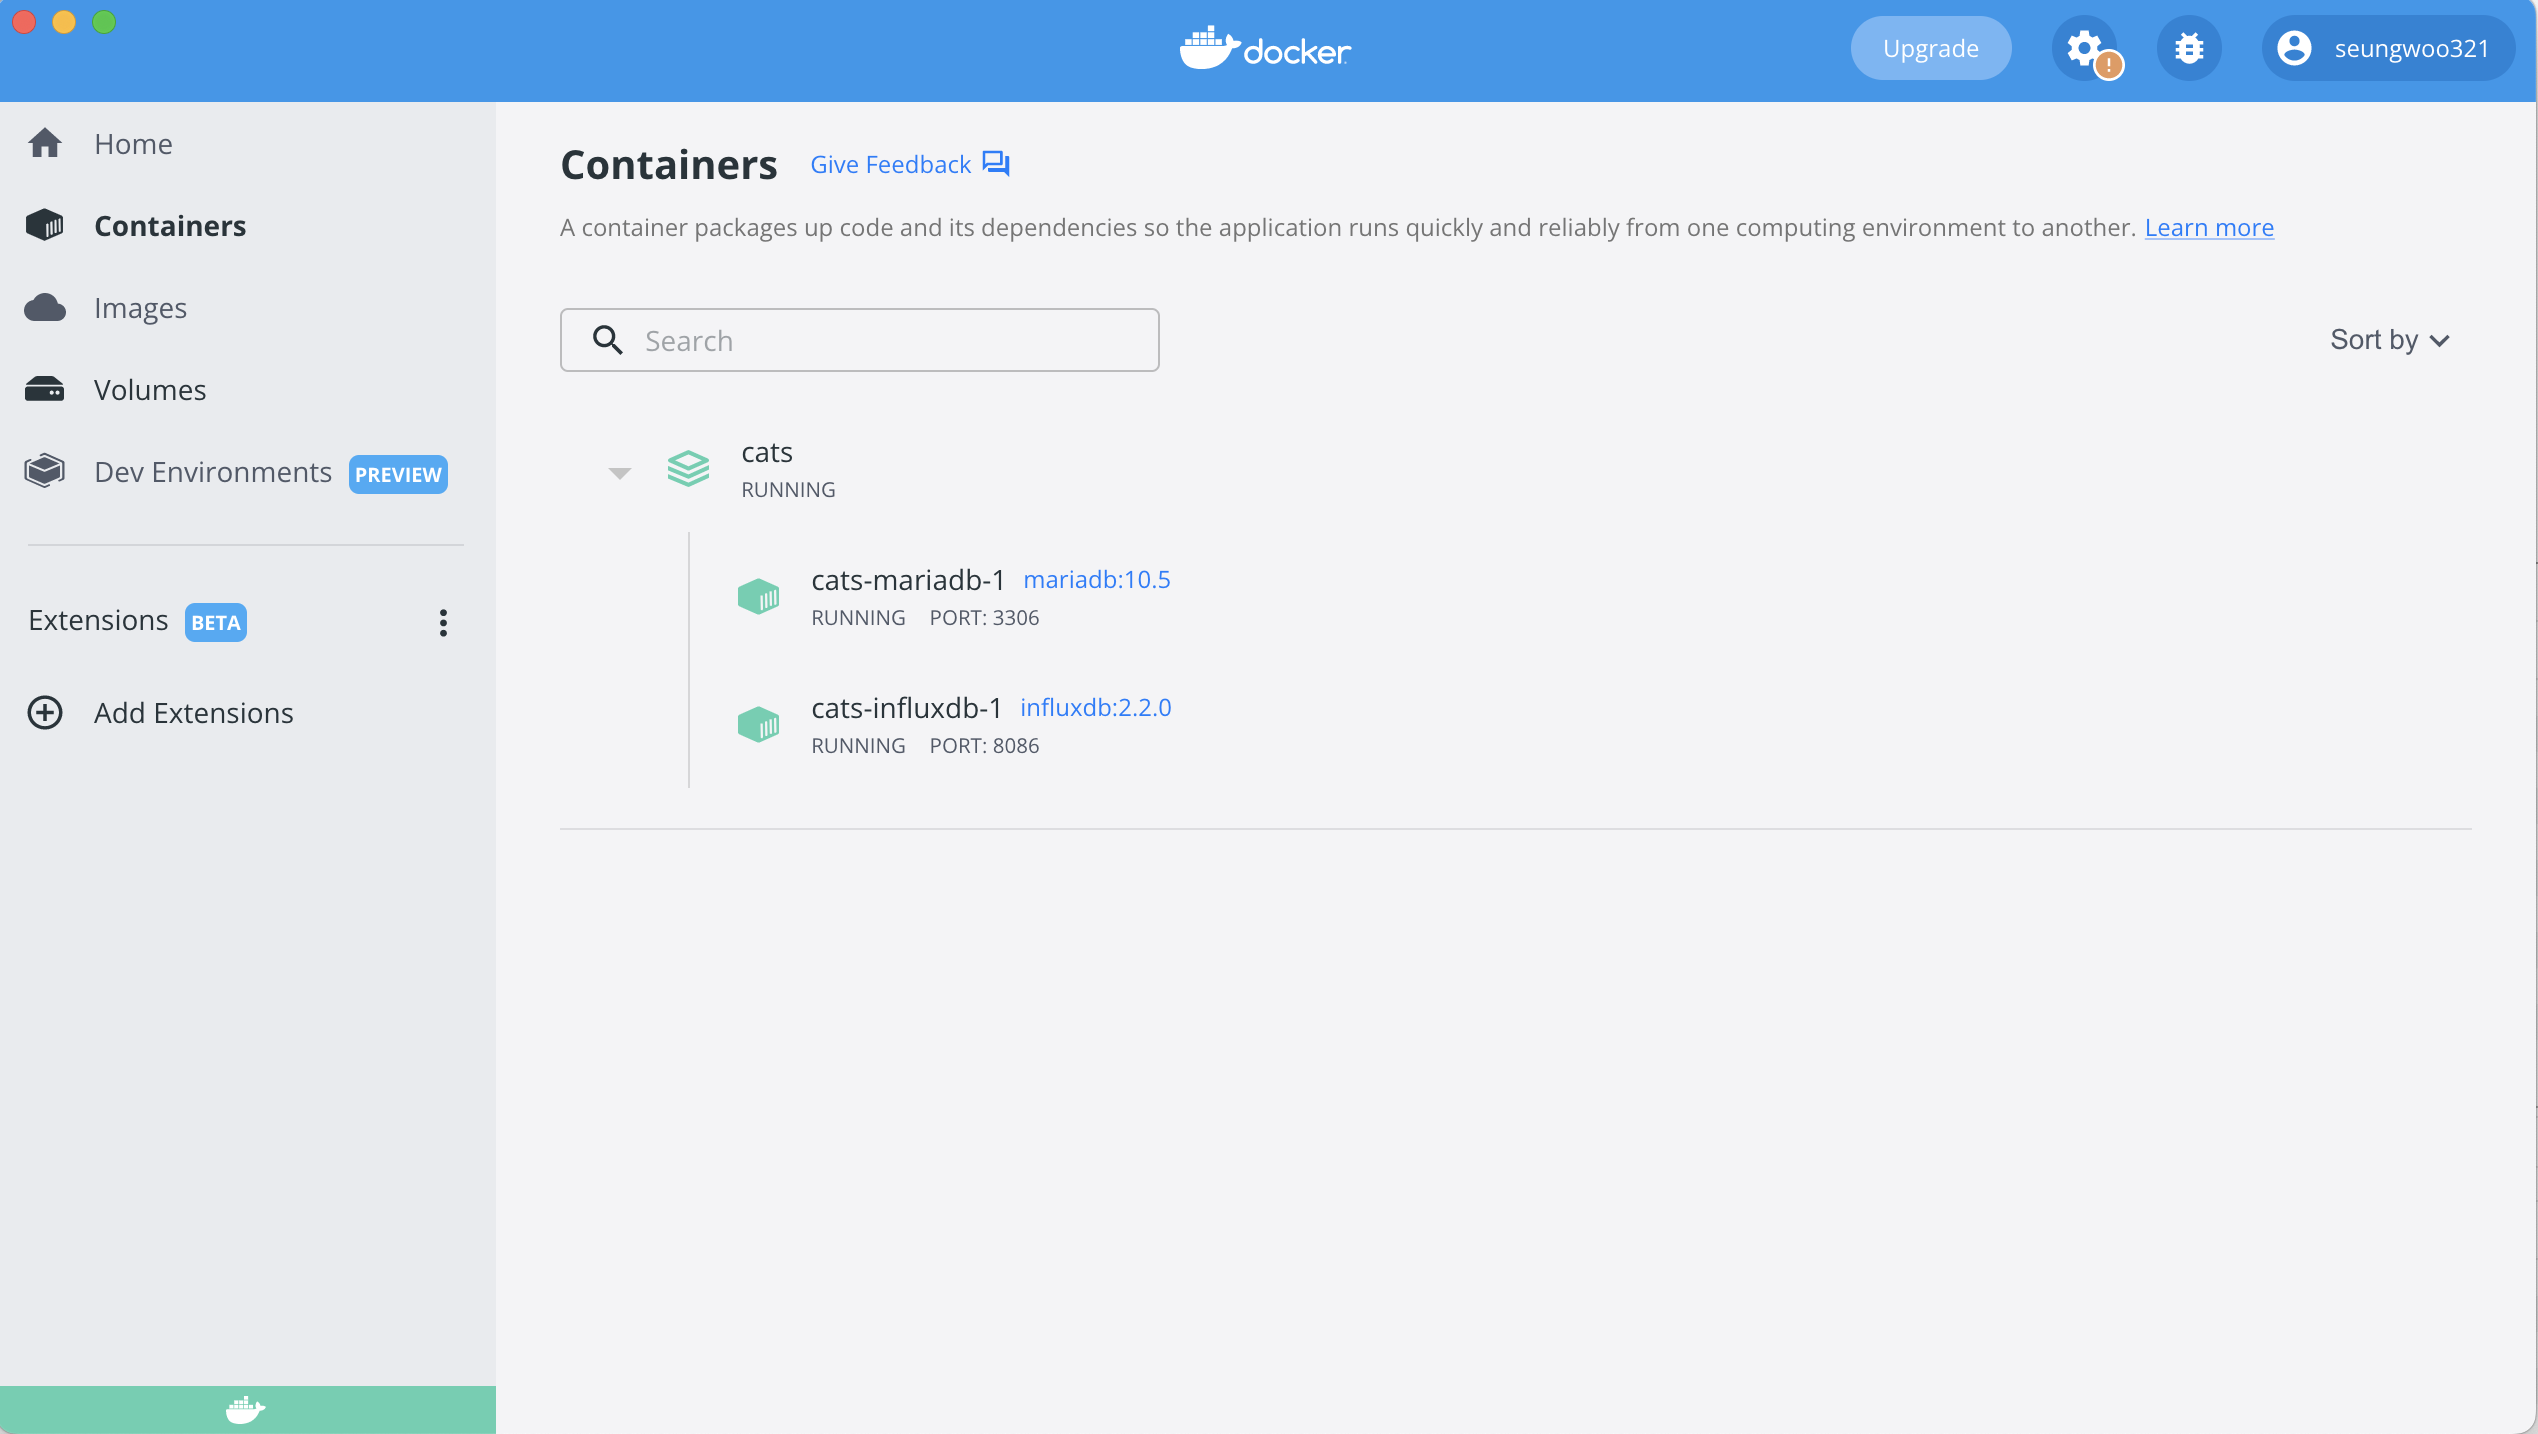 docker
Upgrade
seungwoo321
Home
Containers
Images
Volumes
Dev Environments PREVIEW
Extensions BETA
Add Extensions
Containers Give Feedback
A container packages up code and its dependencies so the application runs quickly and reliably from one computing environment to another. Learn more
Search
Sort by
cats
RUNNING
cats-mariadb-1 mariadb:10.5
RUNNING PORT: 3306
cats-influxdb-1 influxdb:2.2.0
RUNNING PORT: 8086